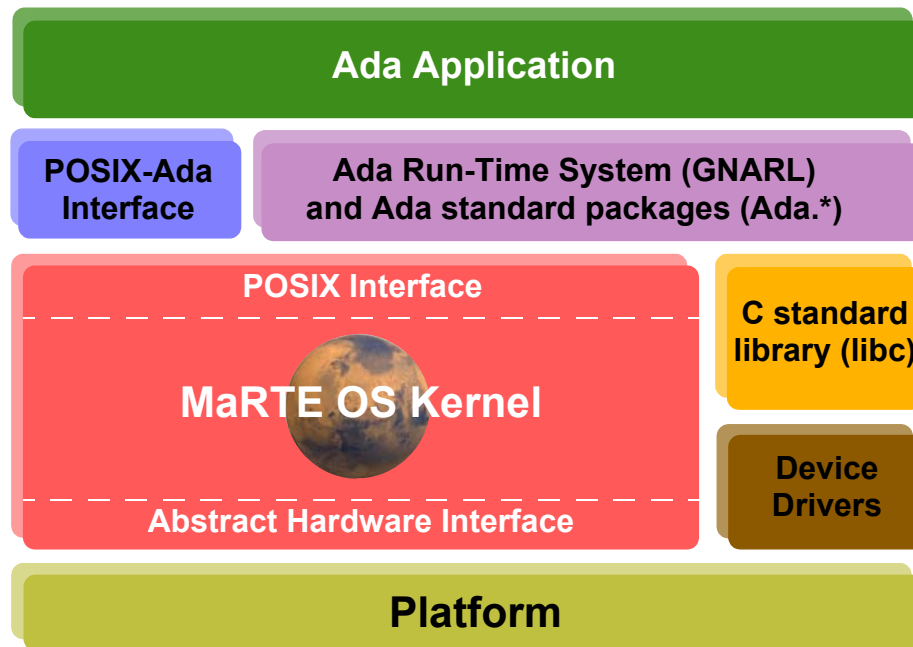 Ada Application
POSIX-Ada
Interface
Ada Run-Time System (GNARL)
and Ada standard packages (Ada.*)
POSIX Interface
MaRTE OS Kernel
Abstract Hardware Interface
C standard
library (libc)
Device
Drivers
Platform